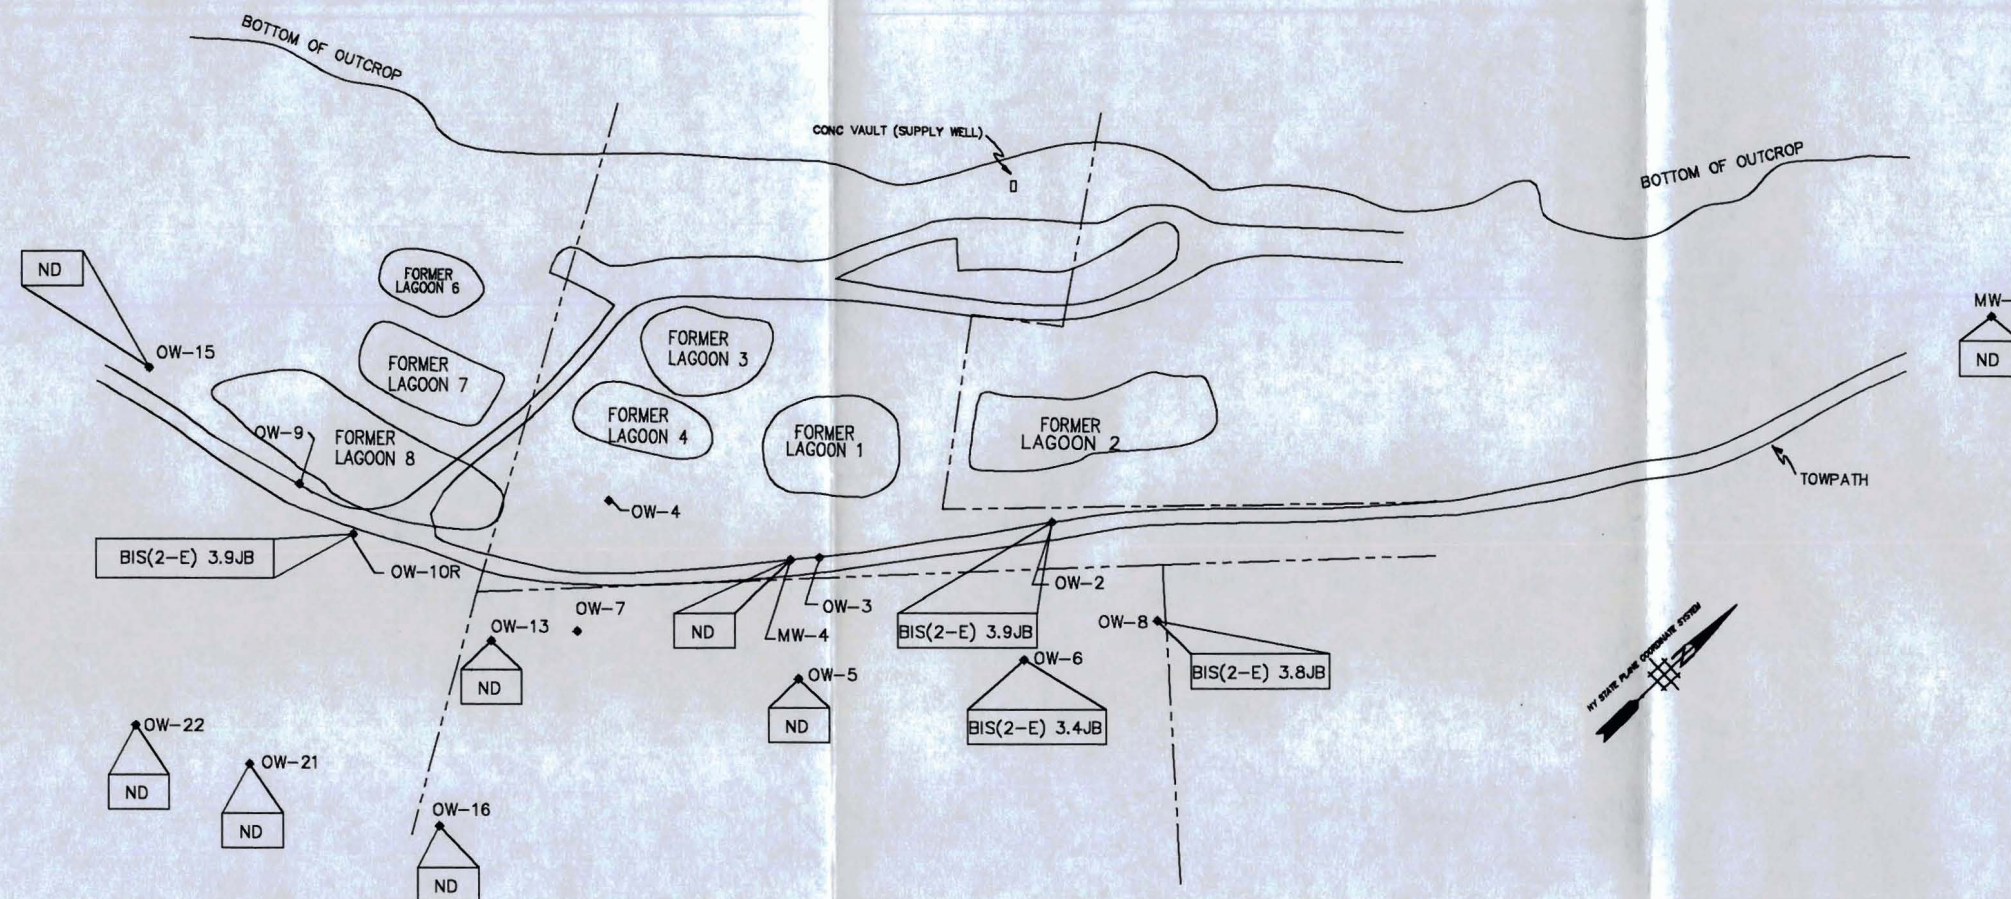 BOTTOM OF OUTCROP
CONC VAULT (SUPPLY WELL)
BOTTOM OF OUTCROP
ND
OW-15
FORMER
LAGOON 6
FORMER
LAGOON 7
FORMER
LAGOON 3
MW-
ND
OW-9
FORMER
LAGOON 8
FORMER
LAGOON 4
FORMER
LAGOON 1
FORMER
LAGOON 2
TOWPATH
OW-4
BIS(2-E) 3.9JB
OW-10R
OW-2
OW-7
OW-3
OW-13
ND
MW-4
BIS(2-E) 3.9JB
OW-8
NY STATE PLANE COORDINATE SYSTEM
N
OW-6
BIS(2-E) 3.8JB
OW-5
ND
ND
BIS(2-E) 3.4JB
OW-22
ND
OW-21
ND
OW-16
ND